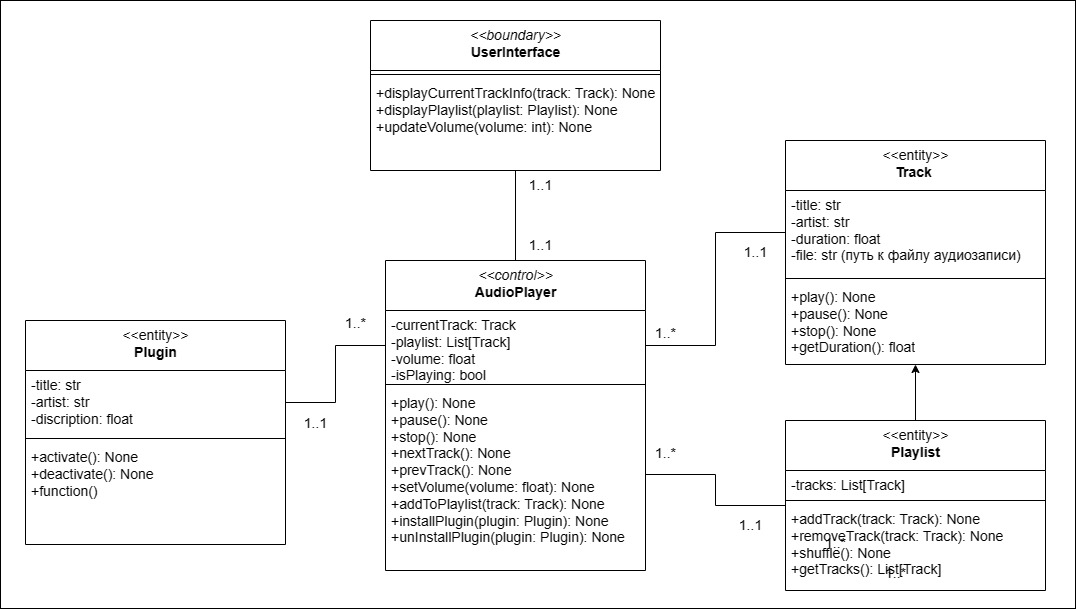 <<boundary>>
UserInterface
+displayCurrentTrackInfo(track: Track): None
+displayPlaylist(playlist: Playlist): None
+updateVolume(volume: int): None
1..1
1..1
<<entity>>
Track
-title: str
-artist: str
-duration: float
-file: str (путь к файлу аудиозаписи)
+play(): None
+pause(): None
+stop(): None
+getDuration(): float
1..1
1..*
<<control>>
AudioPlayer
-currentTrack: Track
-playlist: List[Track]
-volume: float
-isPlaying: bool
+play(): None
+pause(): None
+stop(): None
+nextTrack(): None
+prevTrack(): None
+setVolume(volume: float): None
+addToPlaylist(track: Track): None
+installPlugin(plugin: Plugin): None
+unInstallPlugin(plugin: Plugin): None
1..*
1..1
<<entity>>
Plugin
-title: str
-artist: str
-discription: float
+activate(): None
+deactivate(): None
+function()
1..*
1..1
<<entity>>
Playlist
-tracks: List[Track]
+addTrack(track: Track): None
+removeTrack(track: Track): None
+shuffle(): None
+getTracks(): List[Track]
1..*
1..*